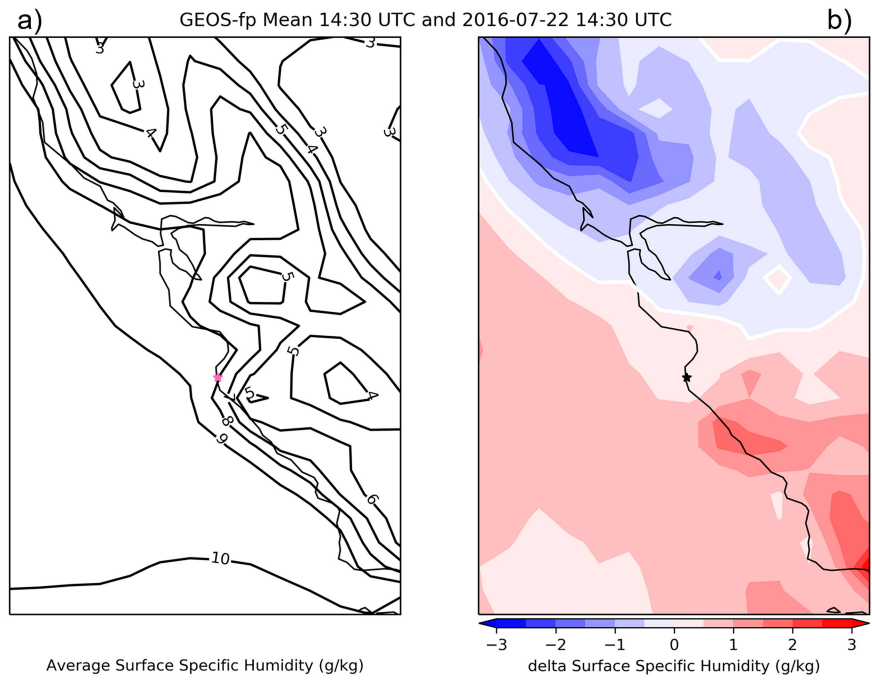 a)
GEOS-fp Mean 14:30 UTC and 2016-07-22 14:30 UTC
b)
3
3
3
4
5
3
3
4
5
5
5
4
8
9
6
10
−3 −2 −1 0 1 2 3
Average Surface Specific Humidity (g/kg)
delta Surface Specific Humidity (g/kg)